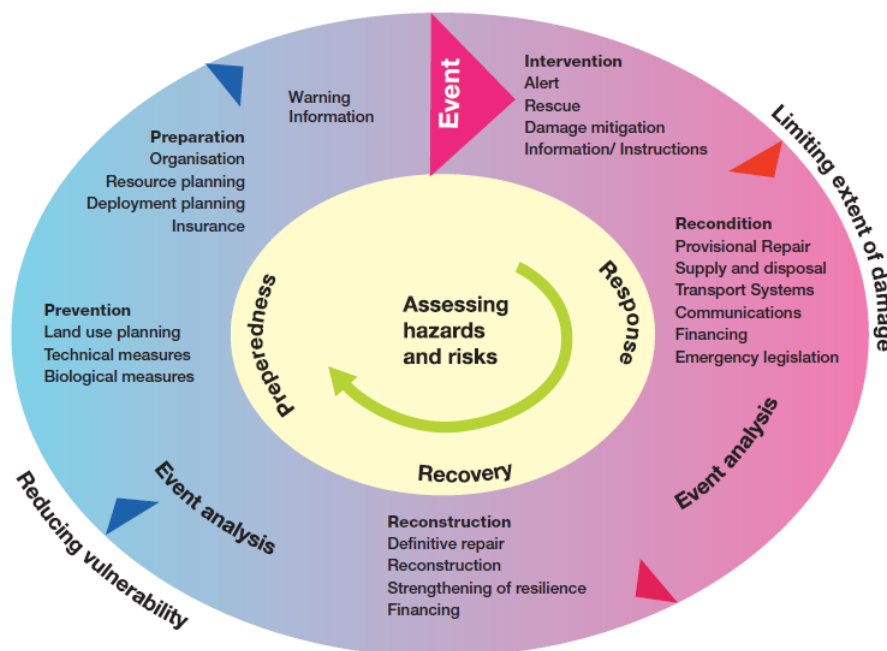 Event
Intervention
Alert
Rescue
Damage mitigation
Information/ Instructions
Limiting extent of damage
Recondition
Provisional Repair
Supply and disposal
Transport Systems
Communications
Financing
Emergency legislation
Event analysis
Reconstruction
Definitive repair
Reconstruction
Strengthening of resilience
Financing
Event analysis
Reducing vulnerability
Prevention
Land use planning
Technical measures
Biological measures
Preparation
Organisation
Resource planning
Deployment planning
Insurance
Warning
Information
Response
Recovery
Preparedness
Assessing
hazards
and risks